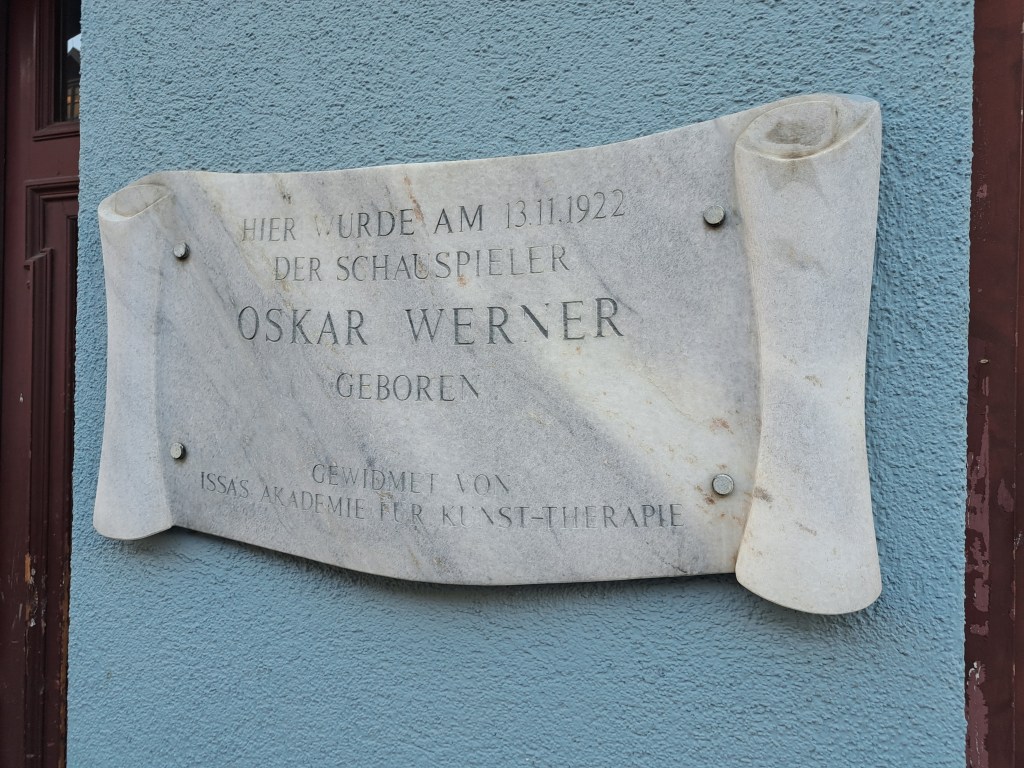 HIER WURDE AM 13.11.1922
DER SCHAUSPIELER
OSKAR WERNER
GEBOREN
GEWIDMET VON
ISSAS AKADEMIE FÜR KUNST-THERAPIE